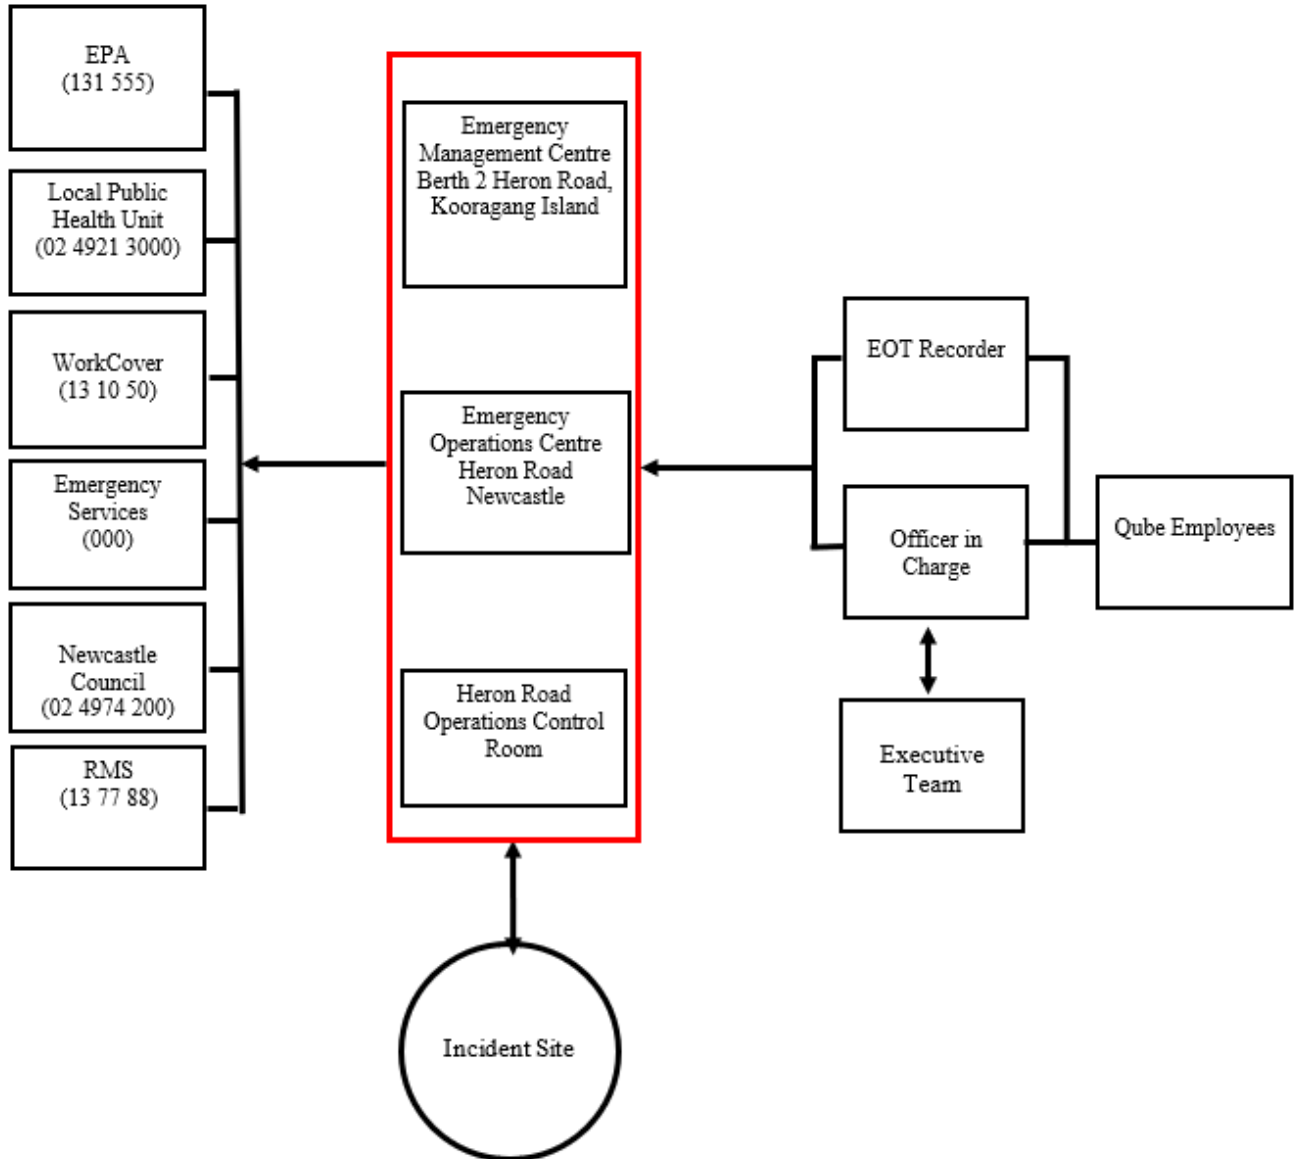 EPA
(131 555)
Local Public
Health Unit
(02 4921 3000)
WorkCover
(13 10 50)
Emergency
Services
(000)
Newcastle
Council
(02 4974 200)
RMS
(13 77 88)
Emergency
Management Centre
Berth 2 Heron Road,
Kooragang Island
Emergency
Operations Centre
Heron Road
Newcastle
Heron Road
Operations Control
Room
Incident Site
EOT Recorder
Officer in
Charge
Executive
Team
Qube Employees